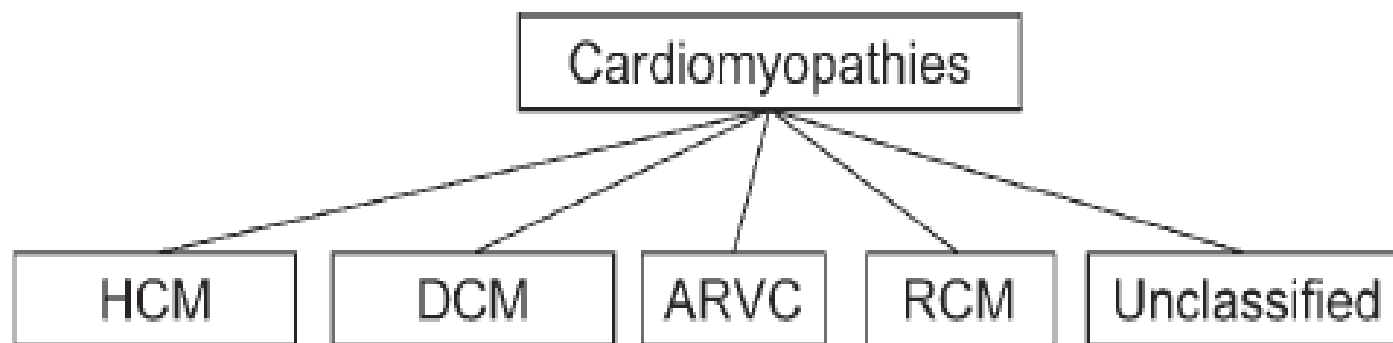 Cardiomyopathies
HCM
DCM
ARVC
RCM
Unclassified